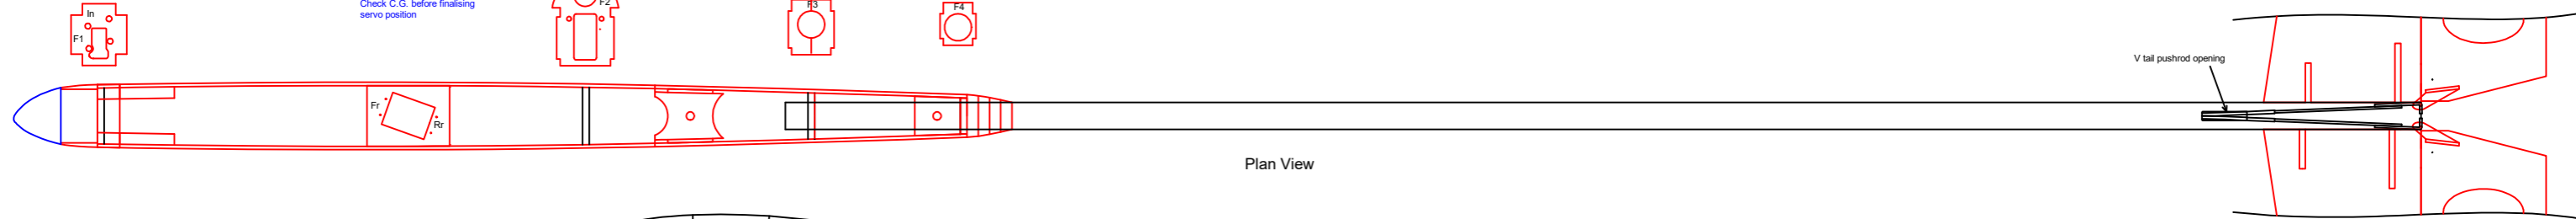 Check C.G. before finalising
servo position
In
F1
F2
F3
F4
V tail pushrod opening
Fr
Rr
Plan View